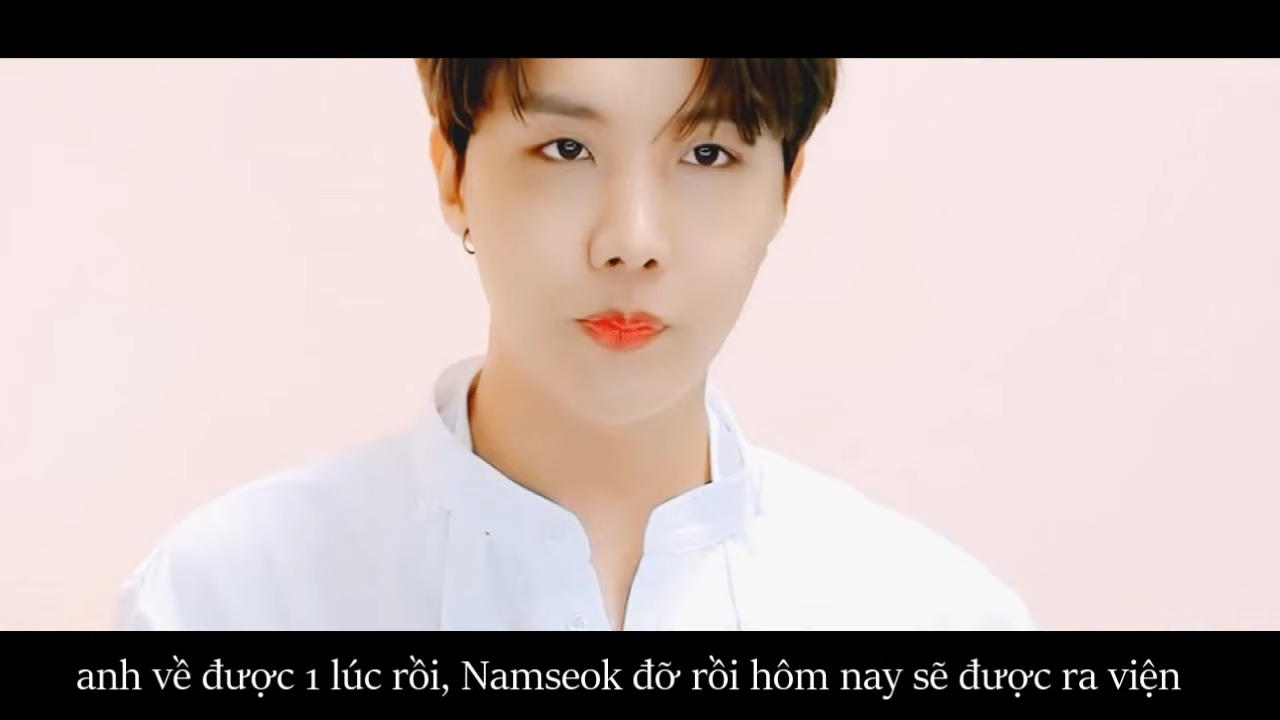 anh về được 1 lúc rồi, Namseok đỡ rồi hôm nay sẽ được ra viện